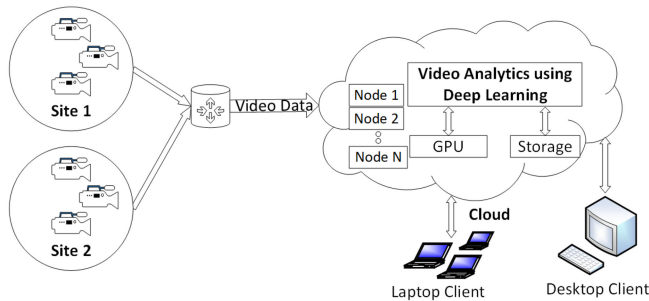 Site 1
Site 2
Video Data
Node 1
Node 2
Node N
Video Analytics using
Deep Learning
GPU
Storage
Cloud
Laptop Client
Desktop Client